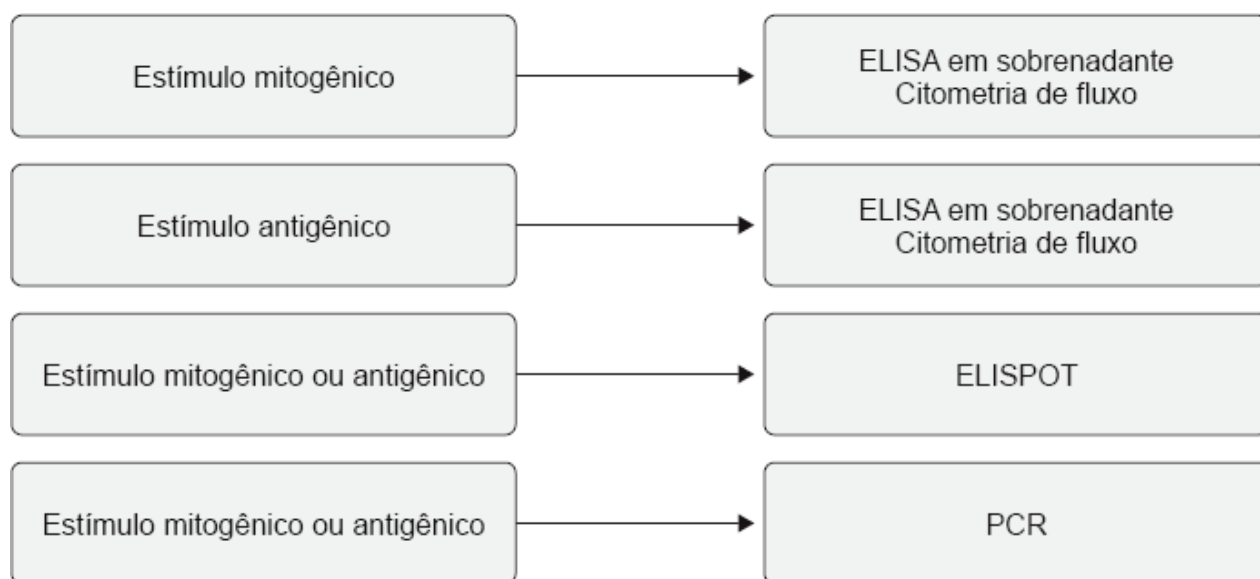 Estímulo mitogênico
ELISA em sobrenadante
Citometria de fluxo
Estímulo antigênico
ELISA em sobrenadante
Citometria de fluxo
Estímulo mitogênico ou antigênico
ELISPOT
Estímulo mitogênico ou antigênico
PCR